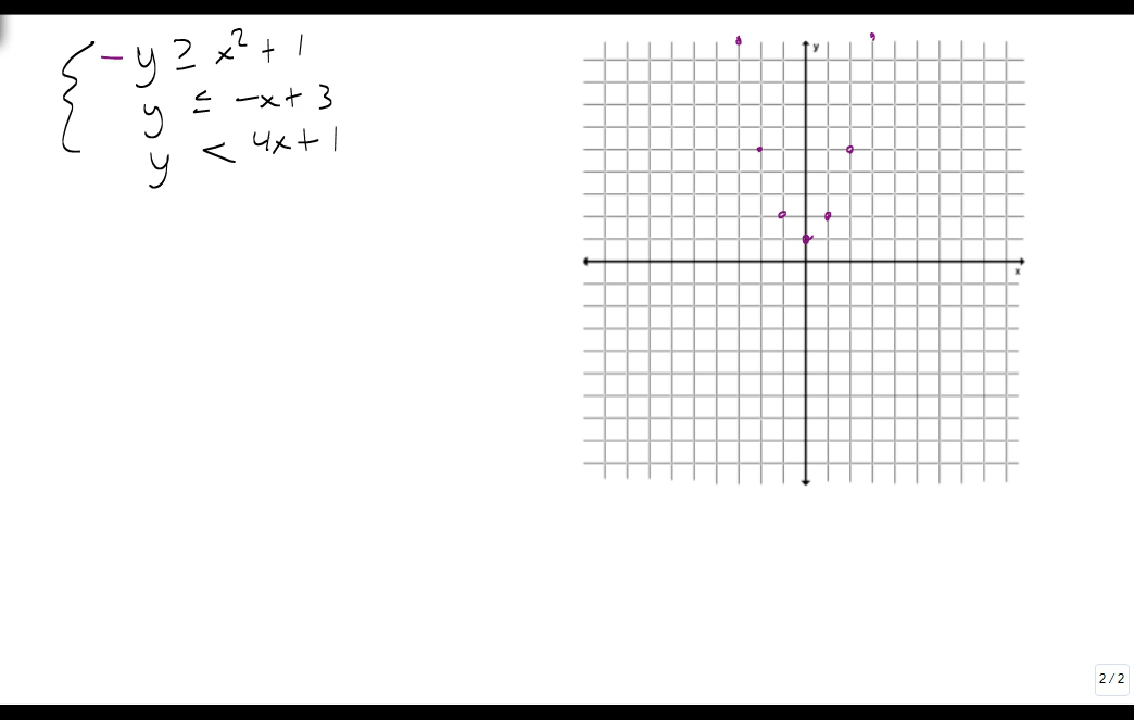 - y ≥ x² + 1
y ≤ -x + 3
y < 4x + 1
y
x
2 / 2